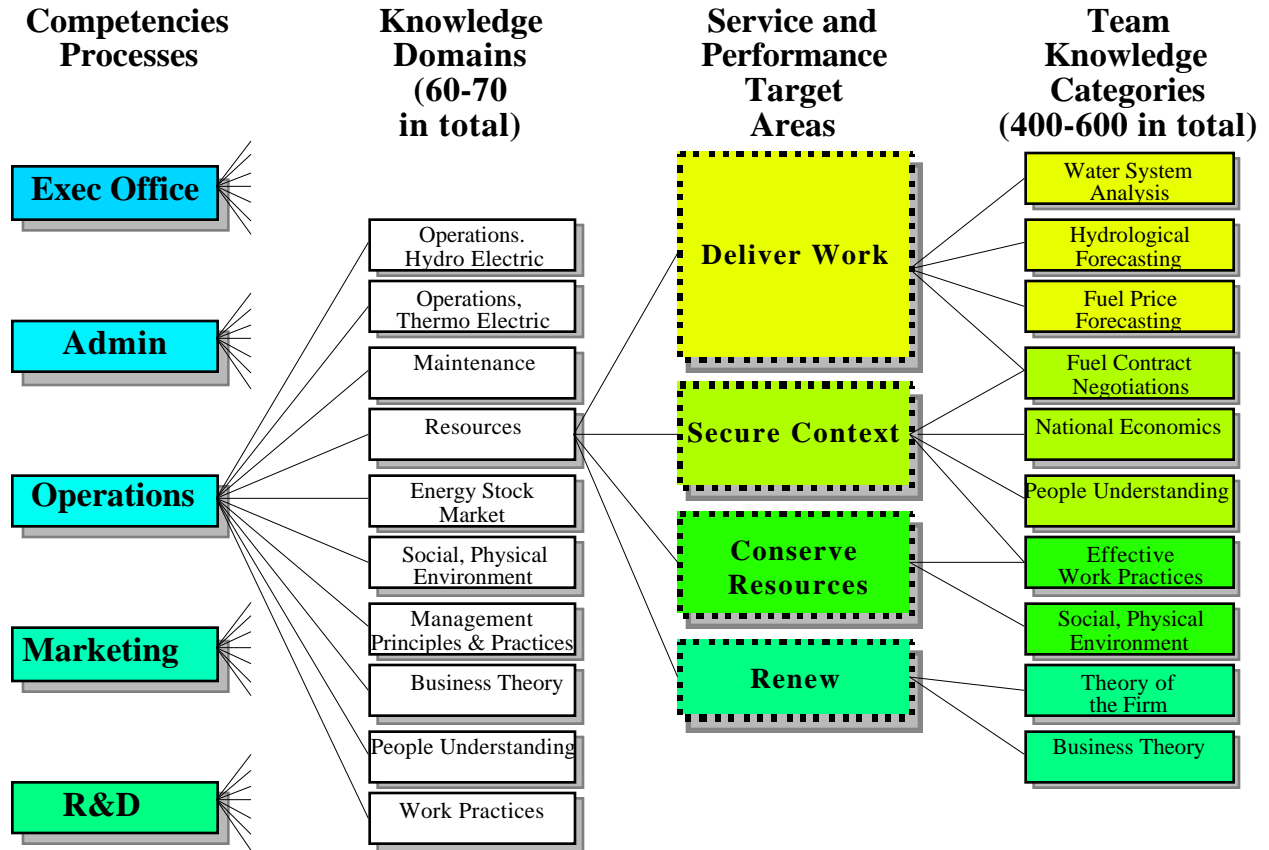 Competencies
Processes
Knowledge
Domains
(60-70
in total)
Service and
Performance
Target
Areas
Team
Knowledge
Categories
(400-600 in total)
Exec Office
Admin
Operations
Marketing
R&D
Operations.
Hydro Electric
Operations,
Thermo Electric
Maintenance
Resources
Energy Stock
Market
Social, Physical
Environment
Management
Principles & Practices
Business Theory
People Understanding
Work Practices
Deliver Work
Secure Context
Conserve
Resources
Renew
Water System
Analysis
Hydrological
Forecasting
Fuel Price
Forecasting
Fuel Contract
Negotiations
National Economics
People Understanding
Effective
Work Practices
Social, Physical
Environment
Theory of
the Firm
Business Theory